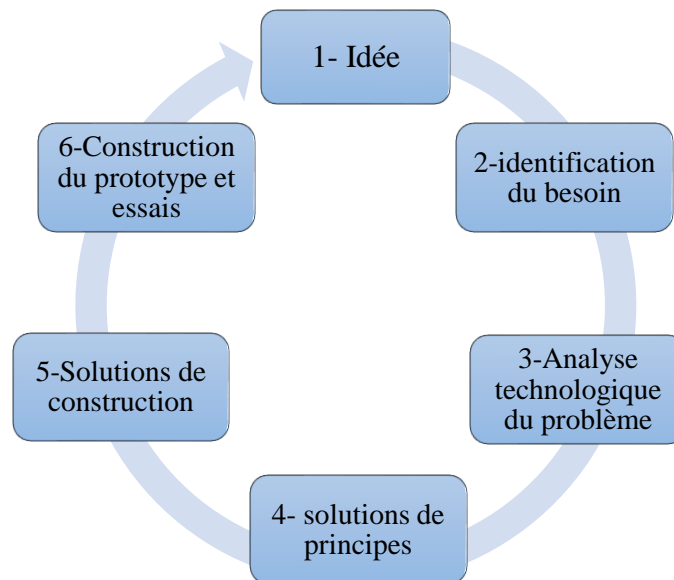 1- Idée
2-identification
du besoin
3-Analyse
technologique
du problème
4- solutions de
principes
5-Solutions de
construction
6-Construction
du prototype et
essais